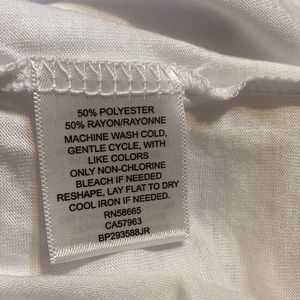 50% POLYESTER
50% RAYON/RAYONNE
MACHINE WASH COLD,
GENTLE CYCLE, WITH
LIKE COLORS
ONLY NON-CHLORINE
BLEACH IF NEEDED
RESHAPE, LAY FLAT TO DRY
COOL IRON IF NEEDED.
RN58665
CA57963
BP293588JR